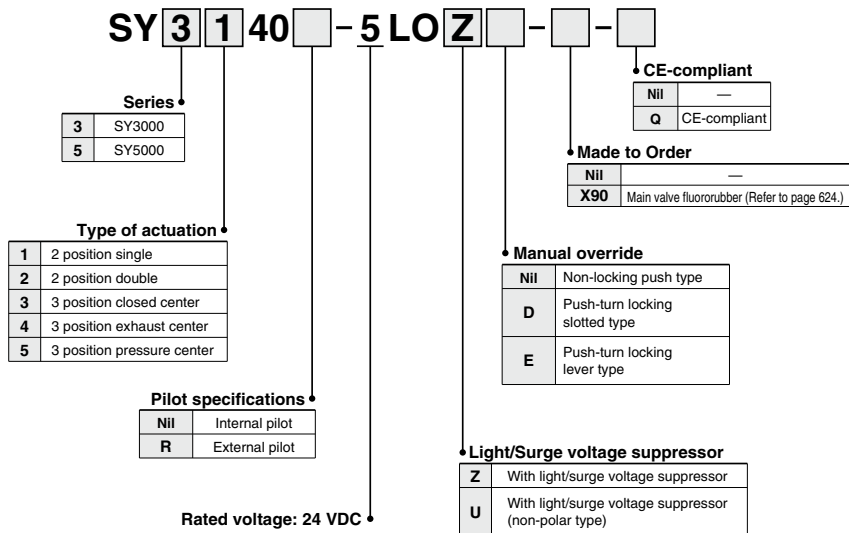 SY 3 1 40 - 5 LO Z - -
CE-compliant
Nil —
Q CE-compliant
Series
3 SY3000
5 SY5000
Made to Order
Nil —
X90 Main valve fluororubber (Refer to page 624.)
Type of actuation
1 2 position single
2 2 position double
3 3 position closed center
4 3 position exhaust center
5 3 position pressure center
Manual override
Nil Non-locking push type
D Push-turn locking
slotted type
E Push-turn locking
lever type
Pilot specifications
Nil Internal pilot
R External pilot
Light/Surge voltage suppressor
Z With light/surge voltage suppressor
U With light/surge voltage suppressor
(non-polar type)
Rated voltage: 24 VDC